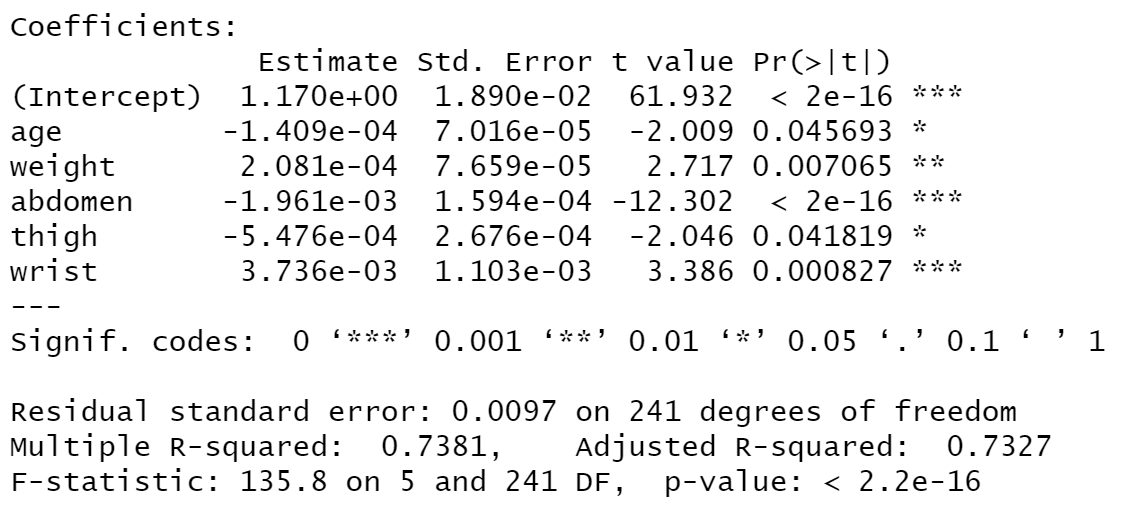 Coefficients:
              Estimate Std. Error t value Pr(>|t|)
(Intercept)  1.170e+00  1.890e-02  61.932  < 2e-16 ***
age         -1.409e-04  7.016e-05  -2.009 0.045693 *
weight       2.081e-04  7.659e-05   2.717 0.007065 **
abdomen     -1.961e-03  1.594e-04 -12.302  < 2e-16 ***
thigh       -5.476e-04  2.676e-04  -2.046 0.041819 *
wrist        3.736e-03  1.103e-03   3.386 0.000827 ***
---
Signif. codes:  0 ‘***’ 0.001 ‘**’ 0.01 ‘*’ 0.05 ‘.’ 0.1 ‘ ’ 1
Residual standard error: 0.0097 on 241 degrees of freedom
Multiple R-squared:  0.7381,    Adjusted R-squared:  0.7327
F-statistic: 135.8 on 5 and 241 DF,  p-value: < 2.2e-16